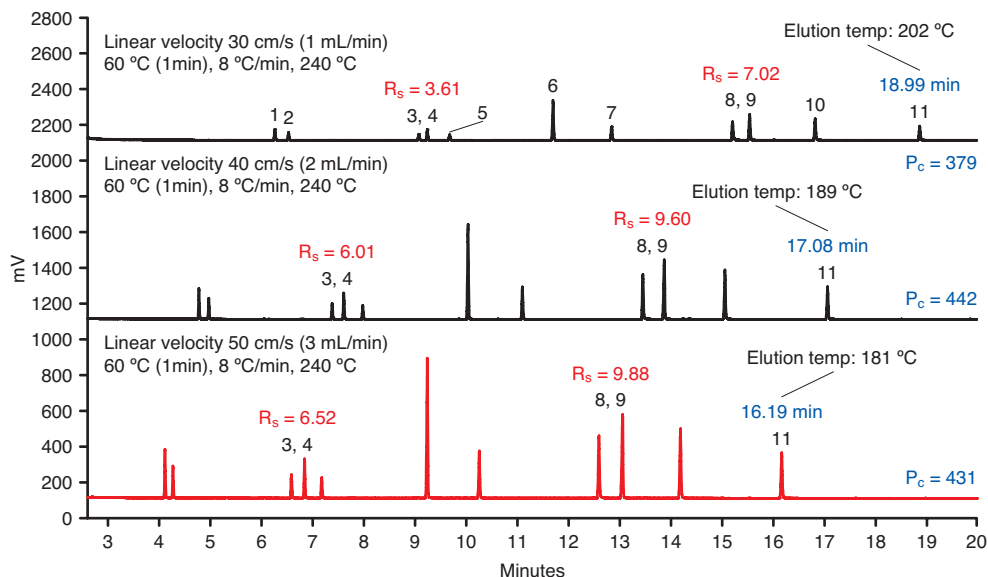 2800
2600
2400
2200
2000
1800
1600
1400
1200
1000
800
600
400
200
0
mV
Linear velocity 30 cm/s (1 mL/min)
60 ºC (1min), 8 ºC/min, 240 ºC
Elution temp: 202 ºC
18.99 min
Rs = 3.61
Rs = 7.02
1 2
3, 4
5
6
7
8, 9
10
11
Pc = 379
Linear velocity 40 cm/s (2 mL/min)
60 ºC (1min), 8 ºC/min, 240 ºC
Elution temp: 189 ºC
17.08 min
Rs = 6.01
3, 4
Rs = 9.60
8, 9
11
Pc = 442
Linear velocity 50 cm/s (3 mL/min)
60 ºC (1min), 8 ºC/min, 240 ºC
Elution temp: 181 ºC
16.19 min
Rs = 6.52
3, 4
Rs = 9.88
8, 9
11
Pc = 431
3 4 5 6 7 8 9 10 11 12 13 14 15 16 17 18 19 20
Minutes